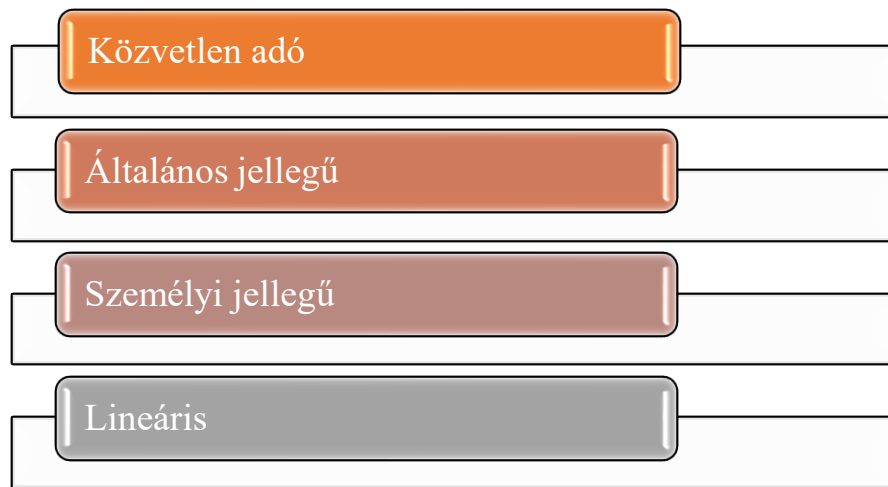 Közvetlen adó
Általános jellegű
Személyi jellegű
Lineáris